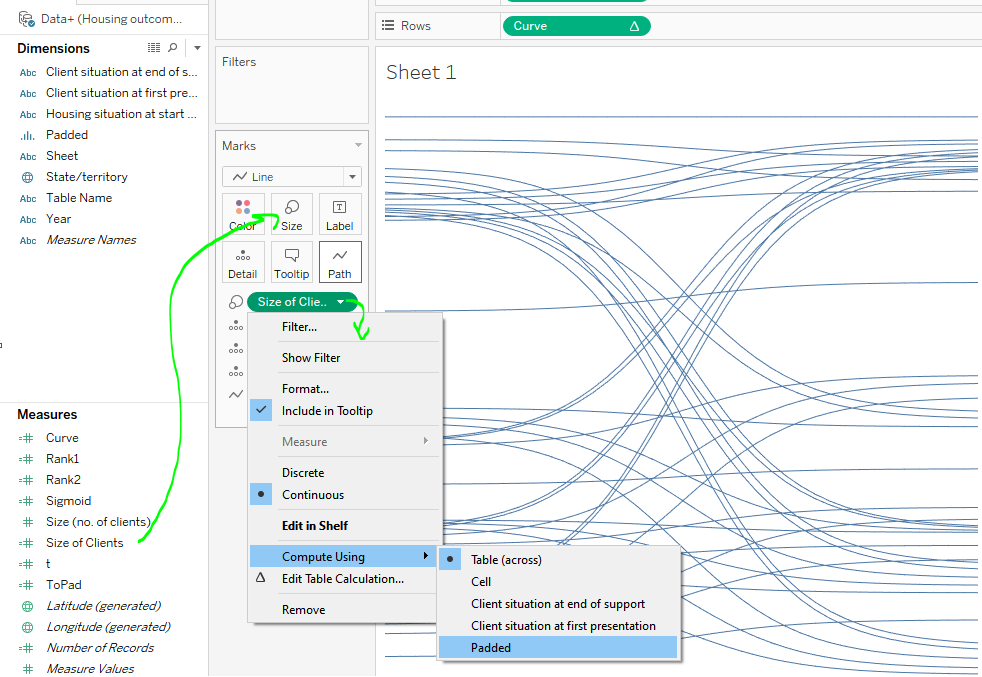 Data+ (Housing outcom...
Dimensions
Abc Client situation at end of s...
Abc Client situation at first pre...
Abc Housing situation at start ...
Padded
Abc Sheet
State/territory
Abc Table Name
Abc Year
Abc Measure Names
Measures
Curve
Rank1
Rank2
Sigmoid
Size (no. of clients)
Size of Clients
t
ToPad
Latitude (generated)
Longitude (generated)
Number of Records
Measure Values
Filters
Marks
Line
Color
Size
Label
Detail
Tooltip
Path
Size of Clie..
Filter...
Show Filter
Format...
Include in Tooltip
Measure
Discrete
Continuous
Edit in Shelf
Compute Using
Edit Table Calculation...
Remove
Table (across)
Cell
Client situation at end of support
Client situation at first presentation
Padded
Rows
Curve
Sheet 1